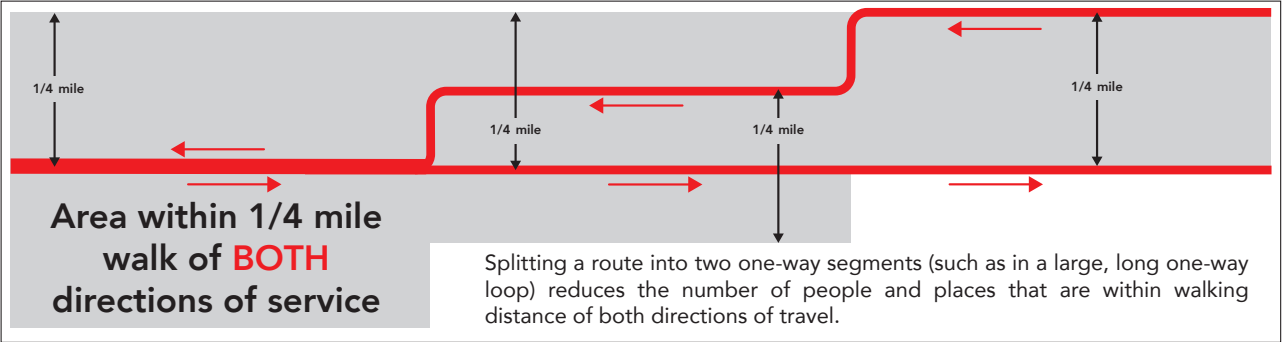 1/4 mile
1/4 mile
1/4 mile
1/4 mile
Area within 1/4 mile
walk of BOTH
directions of service
Splitting a route into two one-way segments (such as in a large, long one-way
loop) reduces the number of people and places that are within walking
distance of both directions of travel.